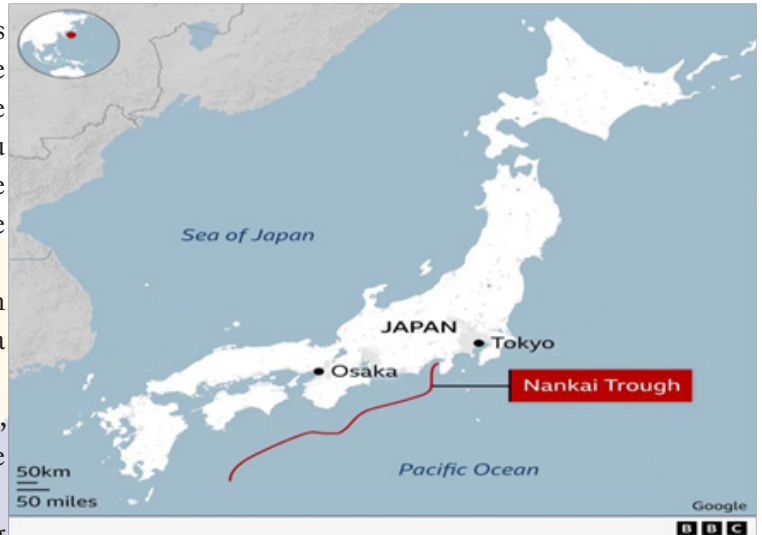 Sea of Japan
JAPAN
Tokyo
Osaka
Nankai Trough
Pacific Ocean
50km
50 miles
Google
BBC